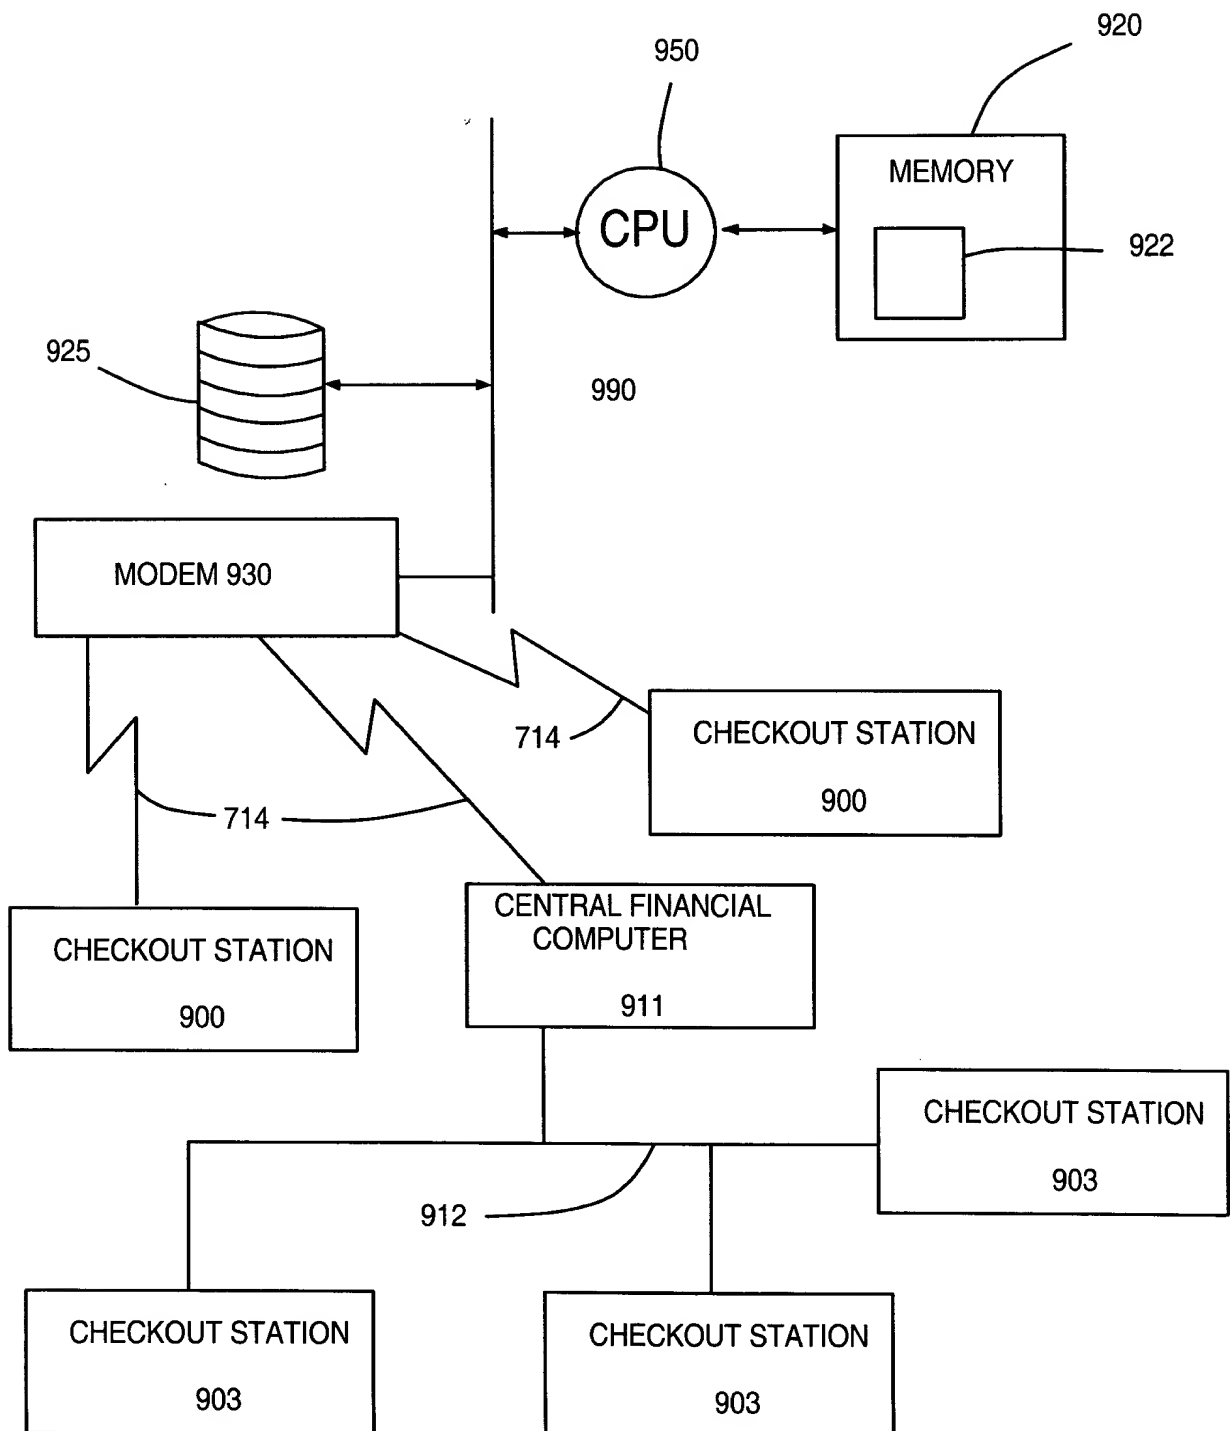 920
950
MEMORY
CPU
922
925
990
MODEM 930
714
CHECKOUT STATION
900
714
CENTRAL FINANCIAL
COMPUTER
911
CHECKOUT STATION
900
CHECKOUT STATION
903
912
CHECKOUT STATION
903
CHECKOUT STATION
903